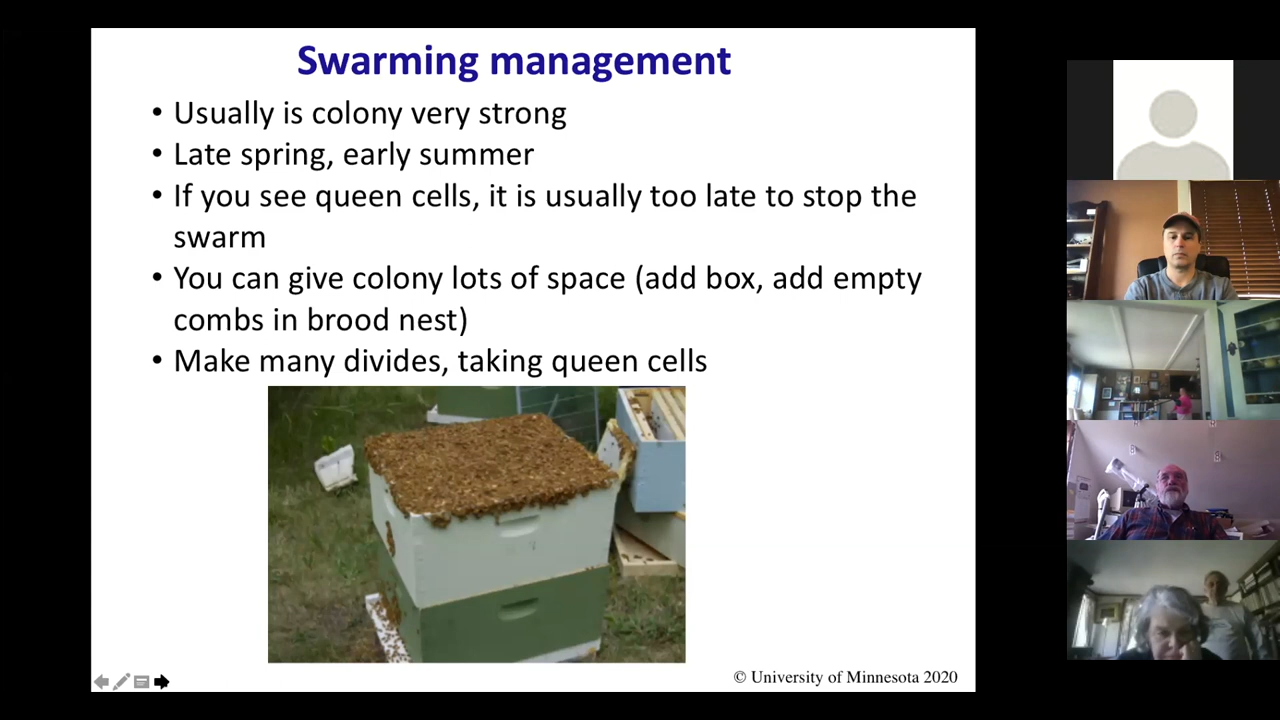 Swarming management
• Usually is colony very strong
• Late spring, early summer
• If you see queen cells, it is usually too late to stop the
swarm
• You can give colony lots of space (add box, add empty
combs in brood nest)
• Make many divides, taking queen cells
© University of Minnesota 2020